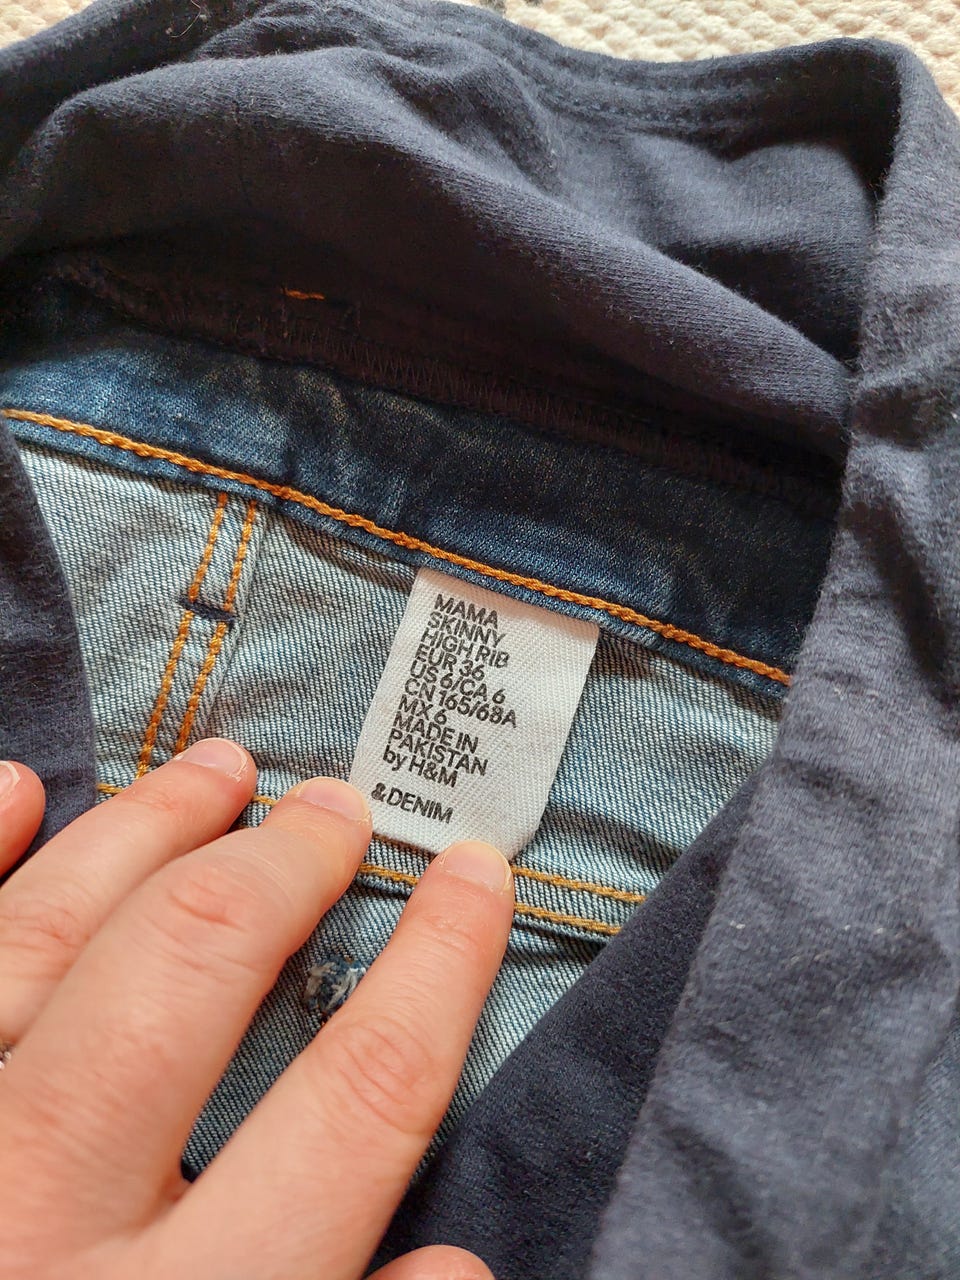 MAMA
SKINNY
HIGH RIB
EUR 36
US 6/CA 6
CN 165/68A
MX 6
MADE IN
PAKISTAN
by H&M
&DENIM